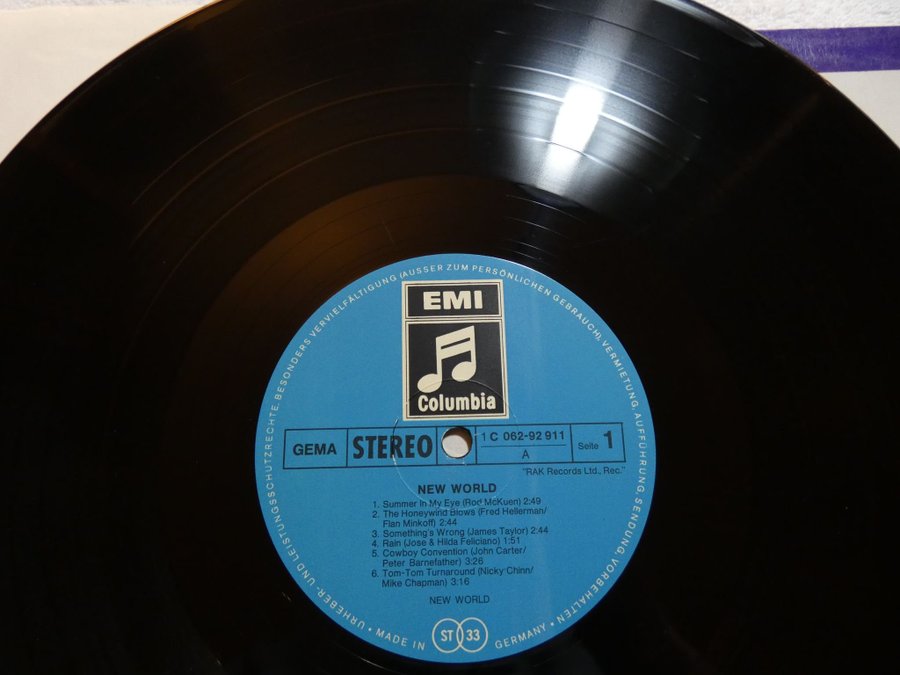 URHEBER- UND LEISTUNGSSCHUTZRECHTE, BESONDERS VERVIELFÄLTIGUNG (AUSSER ZUM PERSÖNLICHEN GEBRAUCH), VERMIETUNG, AUFFÜHRUNG, SENDUNG, VORBEHALTEN
EMI
Columbia
GEMA STEREO 1 C 062-92 911 Seite 1
A
"RAK Records Ltd., Rec."
NEW WORLD
1. Summer In My Eye (Rod McKuen) 2:49
2. The Honeywind Blows (Fred Hellerman/
Flan Minkoff) 2:44
3. Something's Wrong (James Taylor) 2:44
4. Rain (Jose & Hilda Feliciano) 1:51
5. Cowboy Convention (John Carter/
Peter Barnefather) 3:26
6. Tom-Tom Turnaround (Nicky Chinn/
Mike Chapman) 3:16
NEW WORLD
• MADE IN ST 33 GERMANY •